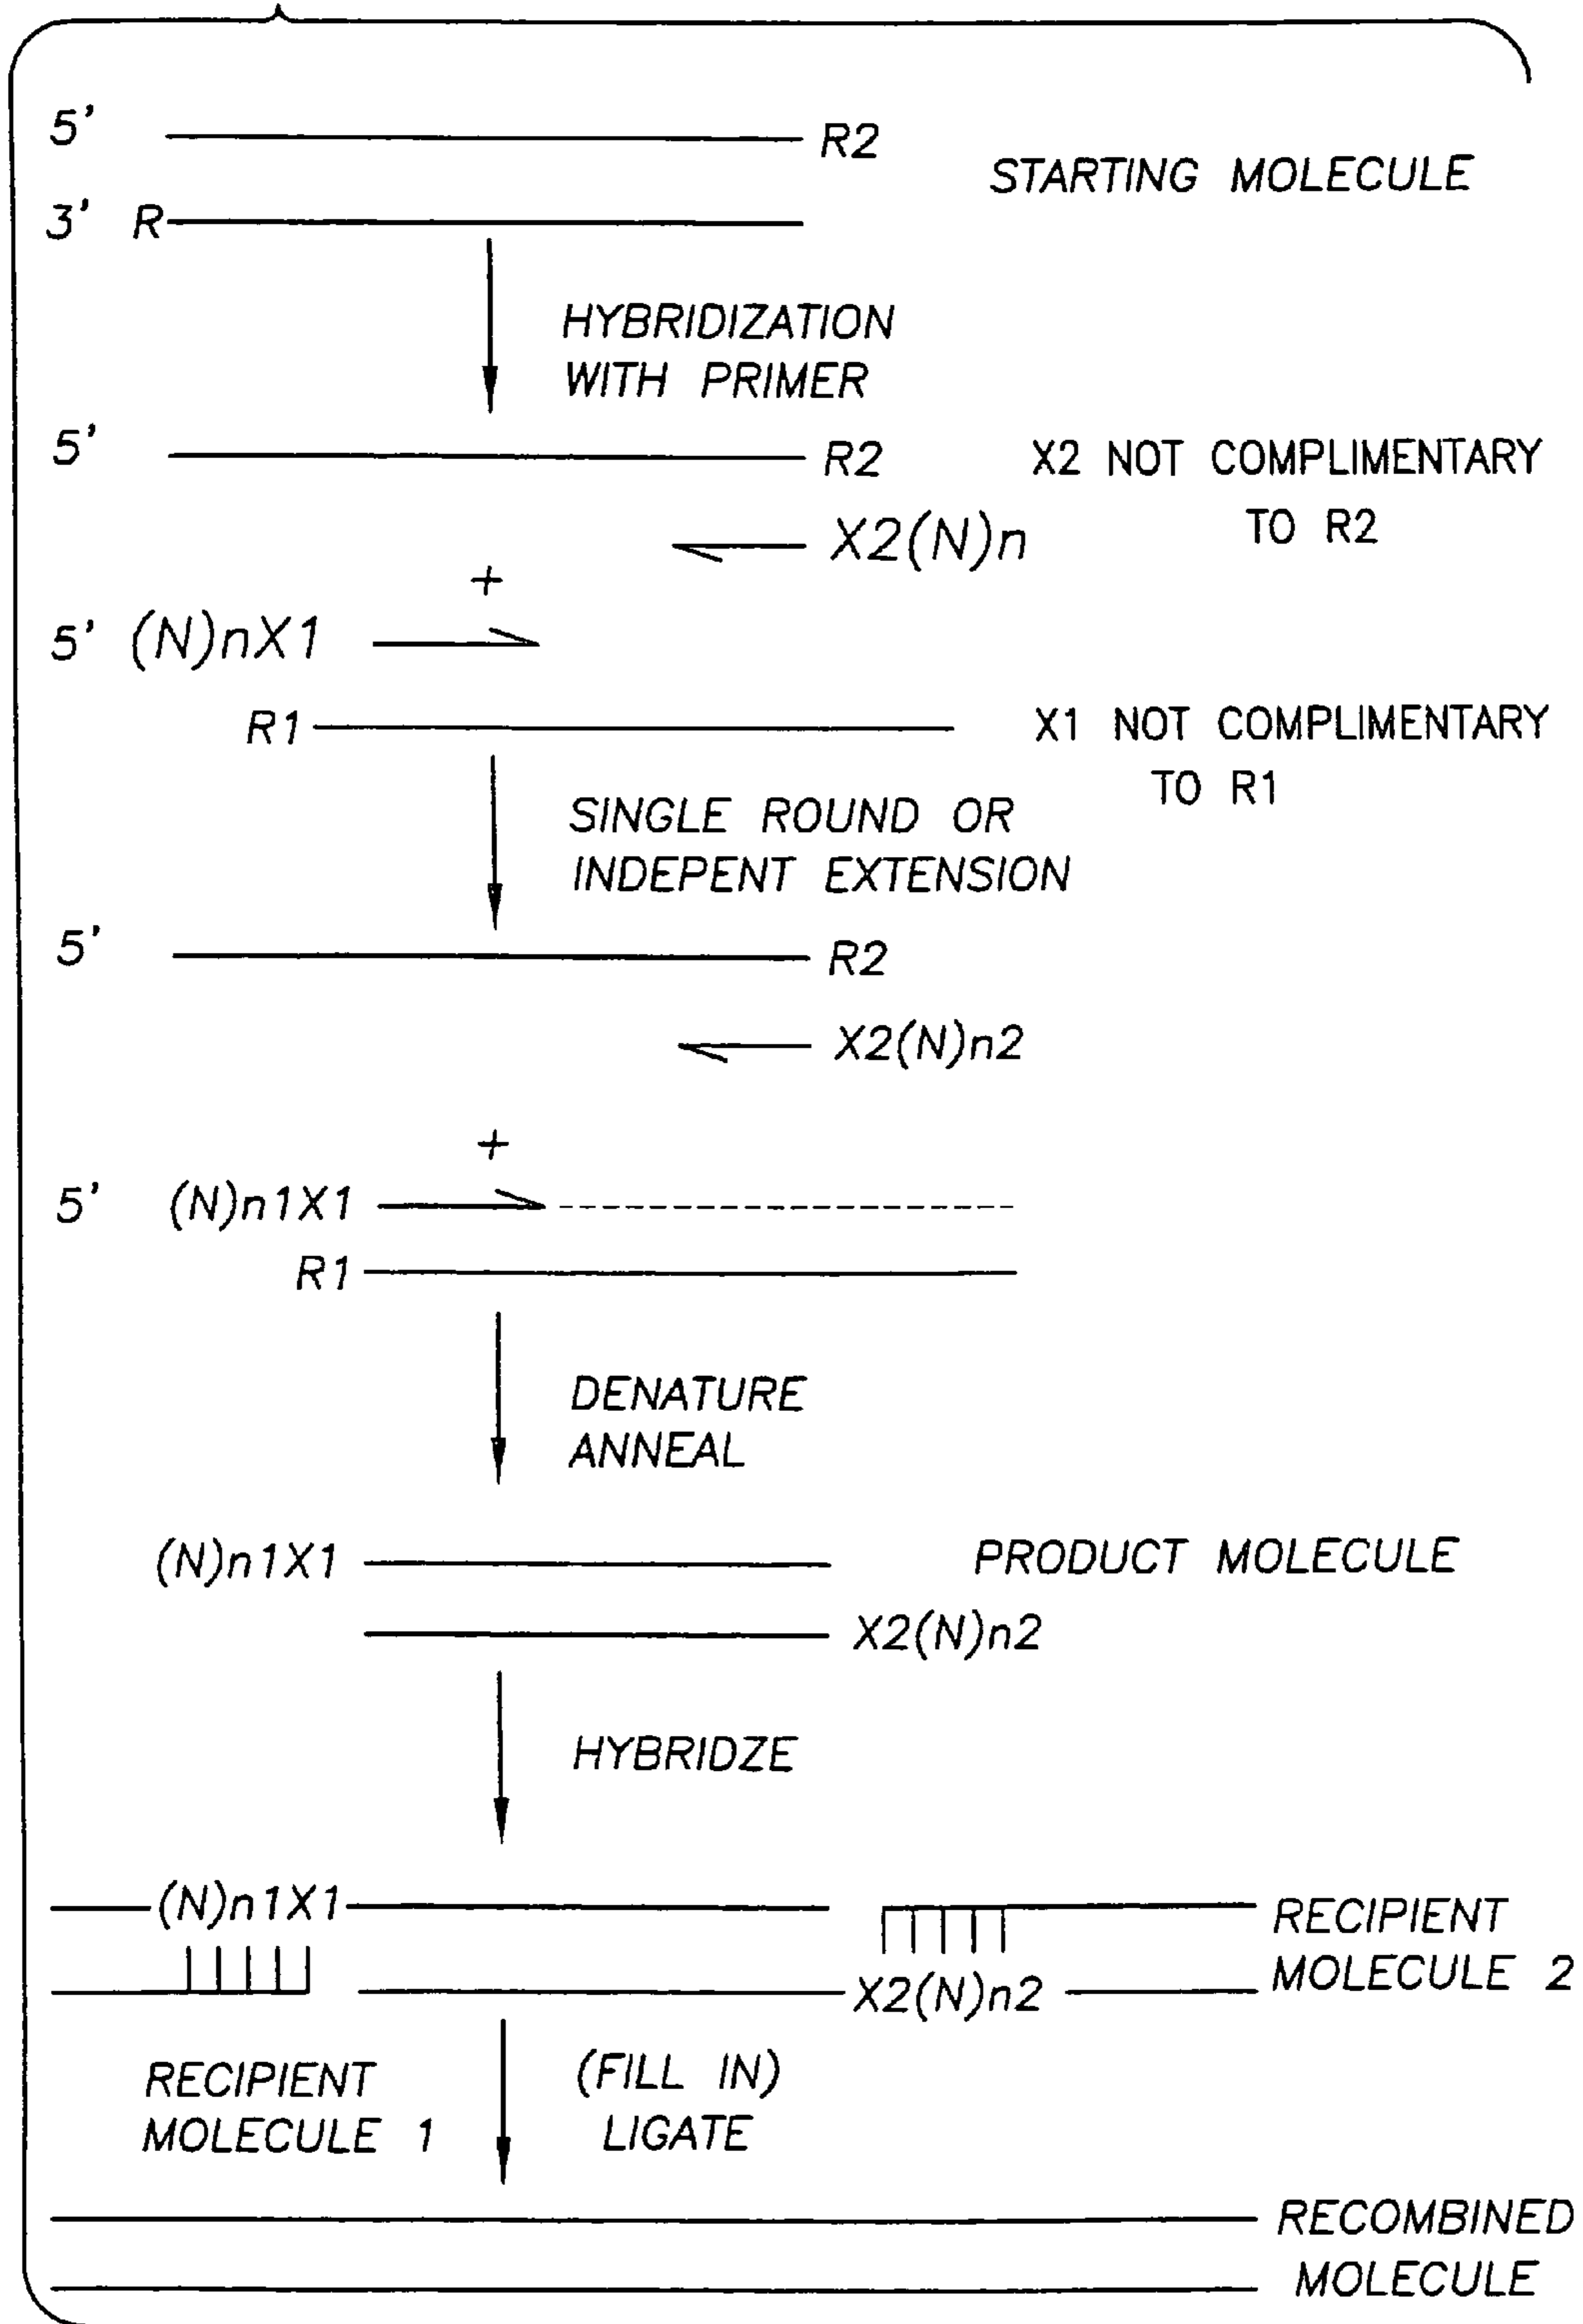 5' R2
STARTING MOLECULE
3' R
HYBRIDIZATION
WITH PRIMER
5' R2 X2 NOT COMPLIMENTARY
TO R2
X2(N)n
+
5' (N)nX1
R1 X1 NOT COMPLIMENTARY
TO R1
SINGLE ROUND OR
INDEPENT EXTENSION
5' R2
X2(N)n2
+
5' (N)n1X1
R1
DENATURE
ANNEAL
(N)n1X1 PRODUCT MOLECULE
X2(N)n2
HYBRIDZE
(N)n1X1 RECIPIENT
MOLECULE 2
X2(N)n2
RECIPIENT
MOLECULE 1
(FILL IN)
LIGATE
RECOMBINED
MOLECULE